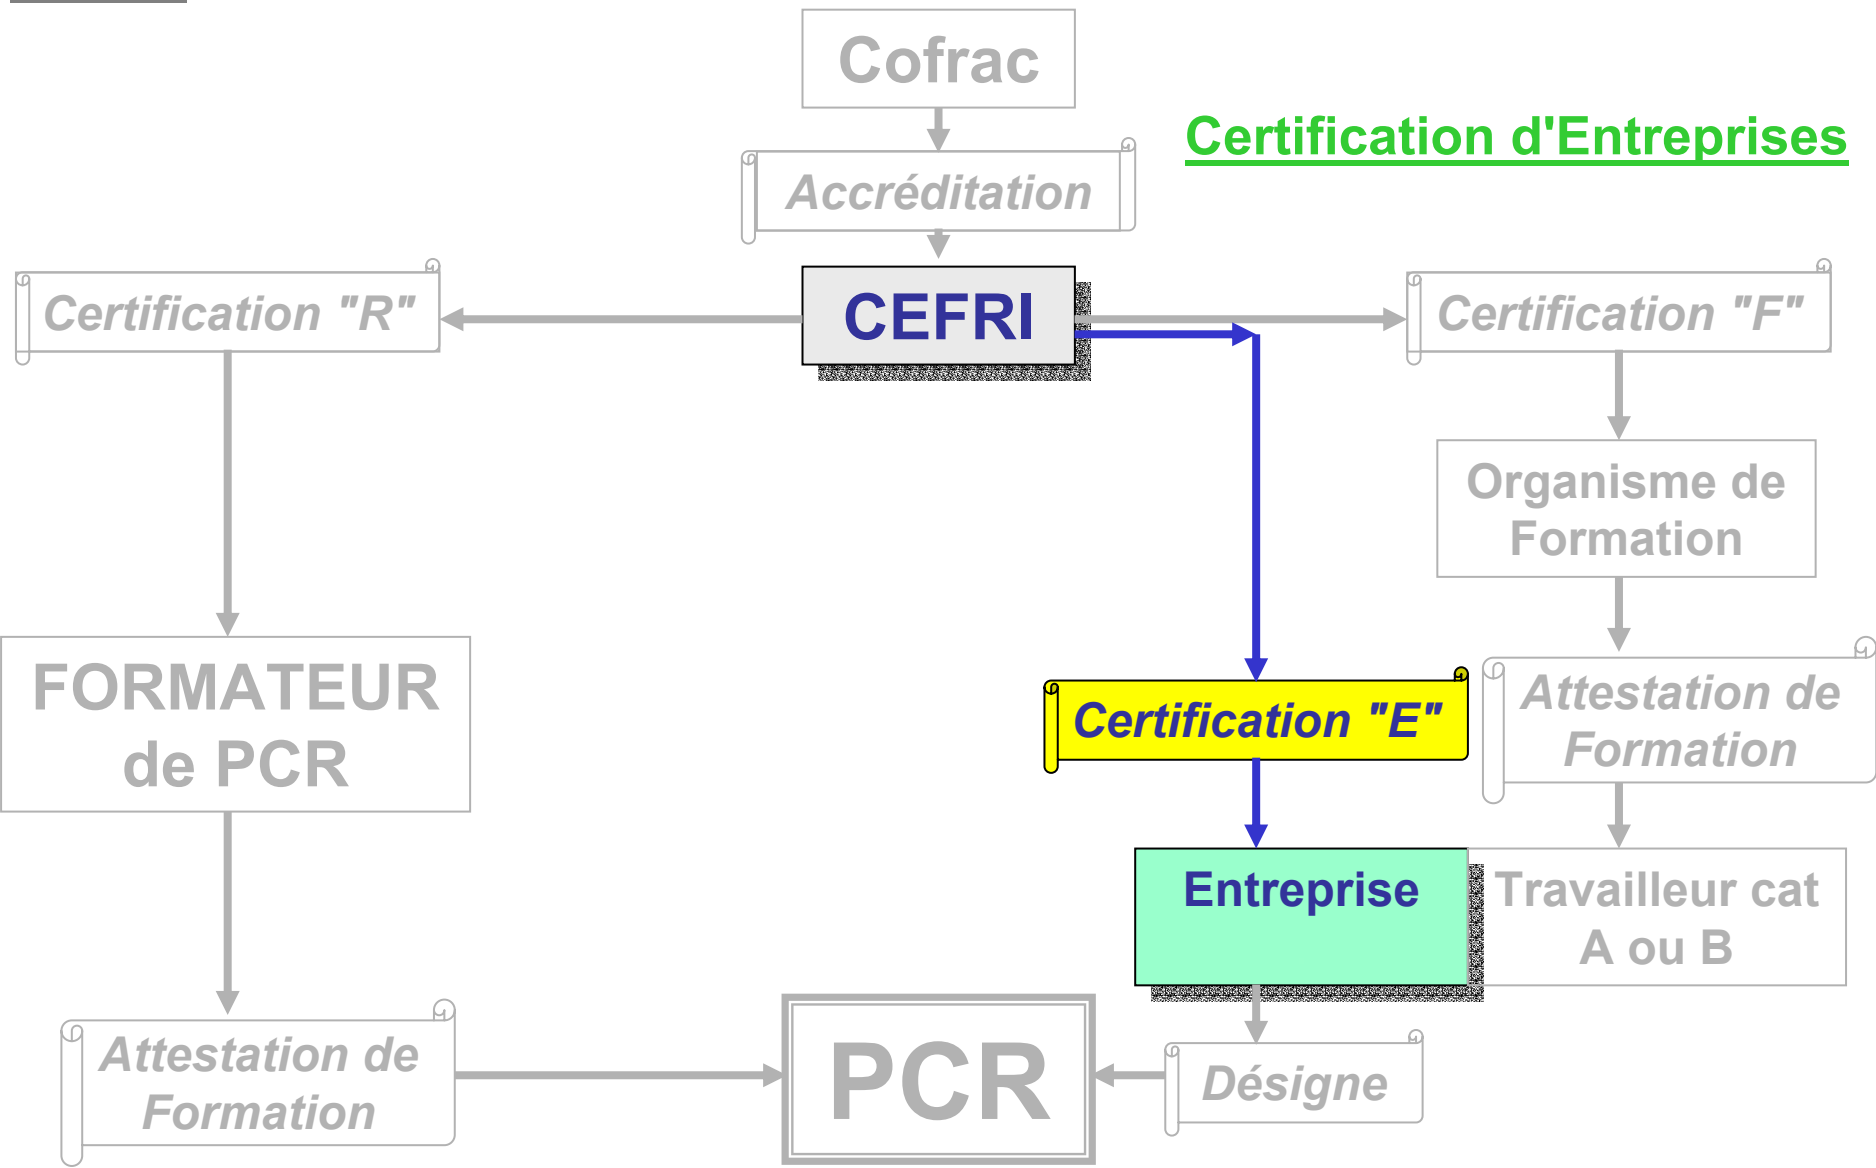 Cofrac
Certification d'Entreprises
Accréditation
Certification "R"
CEFRI
Certification "F"
Organisme de
Formation
FORMATEUR
de PCR
Certification "E"
Attestation de
Formation
Entreprise
Travailleur cat
A ou B
Attestation de
Formation
PCR
Désigne